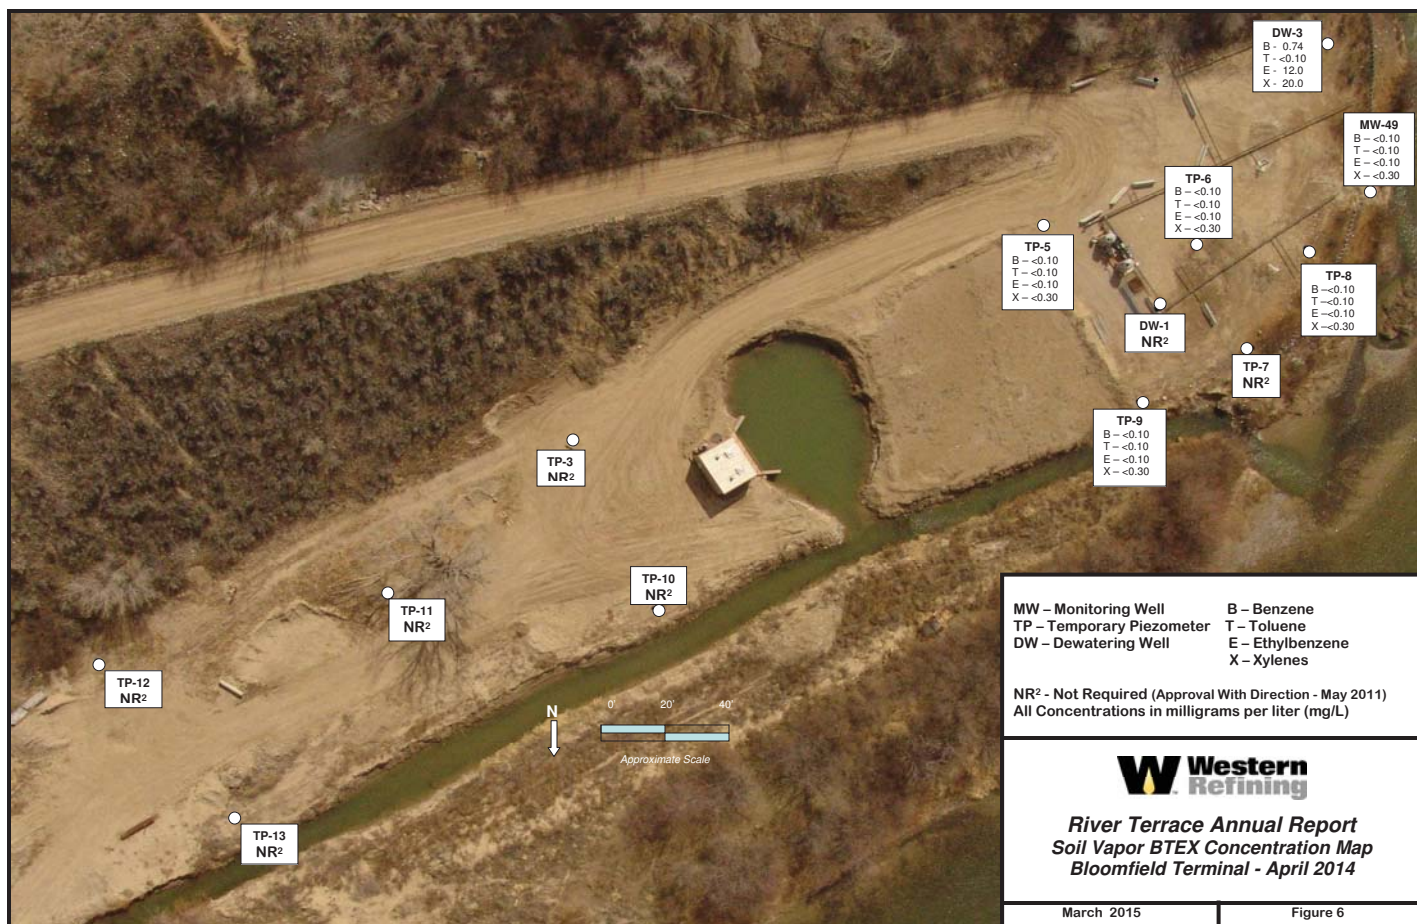 DW-3
B - 0.74
T - <0.10
E - 12.0
X - 20.0
MW-49
B – <0.10
T – <0.10
E – <0.10
X – <0.30
TP-6
B – <0.10
T – <0.10
E – <0.10
X – <0.30
TP-5
B – <0.10
T – <0.10
E – <0.10
X – <0.30
TP-8
B –<0.10
T –<0.10
E –<0.10
X –<0.30
DW-1
NR²
TP-7
NR²
TP-9
B – <0.10
T – <0.10
E – <0.10
X – <0.30
TP-3
NR²
TP-10
NR²
TP-11
NR²
TP-12
NR²
TP-13
NR²
N
0' 20' 40'
Approximate Scale
MW – Monitoring Well B – Benzene
TP – Temporary Piezometer T – Toluene
DW – Dewatering Well E – Ethylbenzene
X – Xylenes
NR² - Not Required (Approval With Direction - May 2011)
All Concentrations in milligrams per liter (mg/L)
W Western
Refining
River Terrace Annual Report
Soil Vapor BTEX Concentration Map
Bloomfield Terminal - April 2014
March 2015 Figure 6